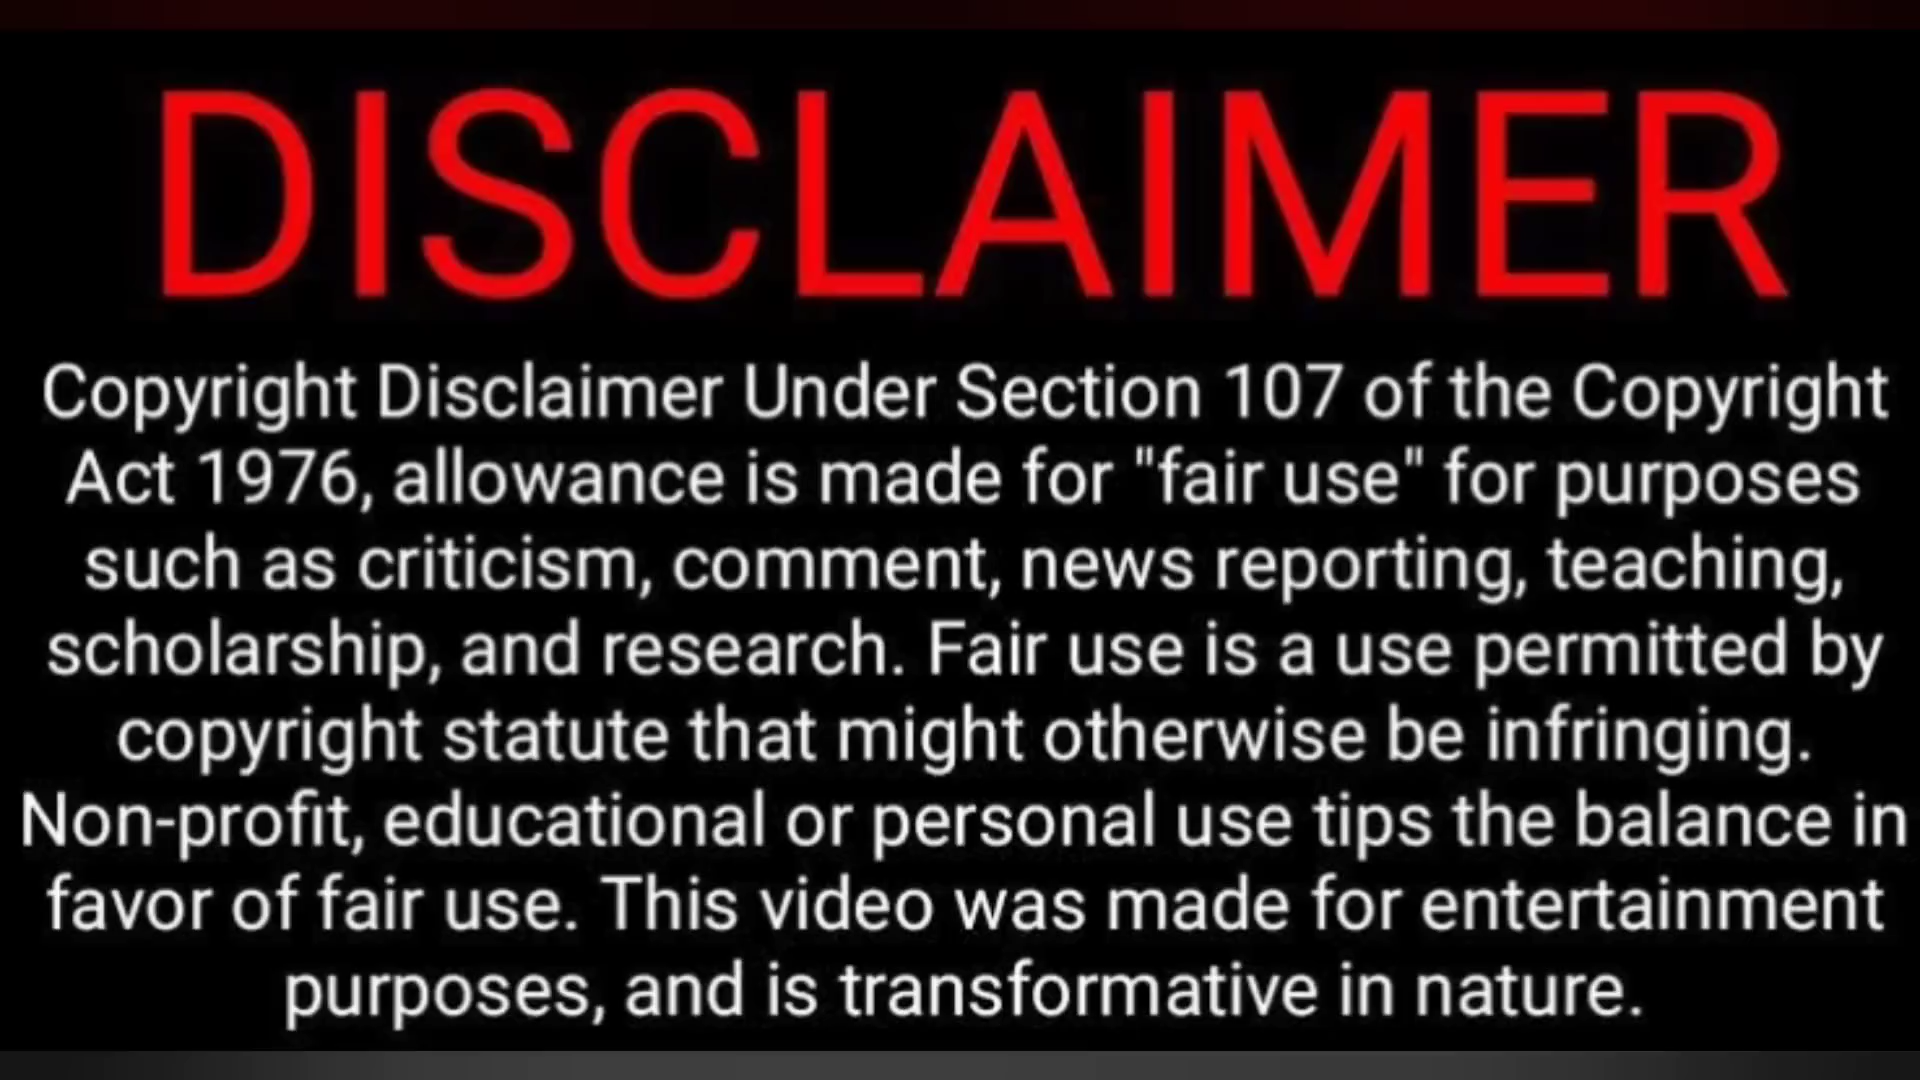 DISCLAIMER
Copyright Disclaimer Under Section 107 of the Copyright
Act 1976, allowance is made for "fair use" for purposes
such as criticism, comment, news reporting, teaching,
scholarship, and research. Fair use is a use permitted by
copyright statute that might otherwise be infringing.
Non-profit, educational or personal use tips the balance in
favor of fair use. This video was made for entertainment
purposes, and is transformative in nature.